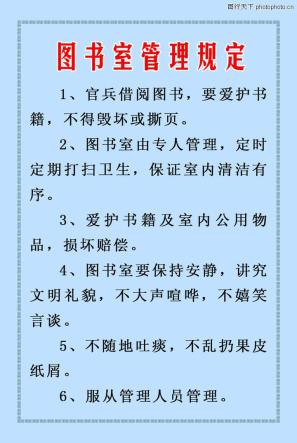 图行天下 photophoto.cn
图书室管理规定
1、官兵借阅图书，要爱护书
籍，不得毁坏或撕页。
2、图书室由专人管理，定时
定期打扫卫生，保证室内清洁有
序。
3、爱护书籍及室内公用物
品，损坏赔偿。
4、图书室要保持安静，讲究
文明礼貌，不大声喧哗，不嬉笑
言谈。
5、不随地吐痰，不乱扔果皮
纸屑。
6、服从管理人员管理。